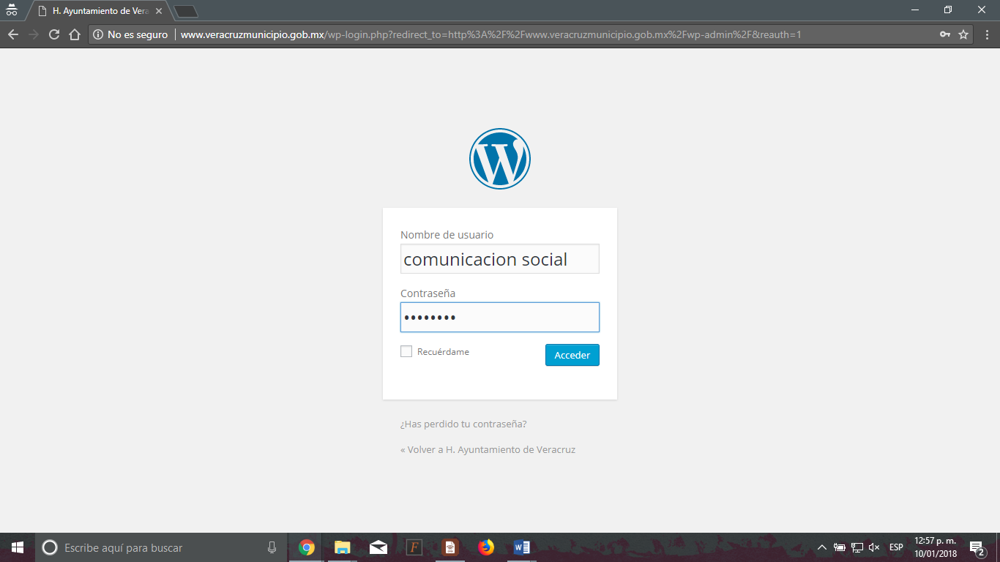 H. Ayuntamiento de Vera
No es seguro
www.veracruzmunicipio.gob.mx/wp-login.php?redirect_to=http%3A%2F%2Fwww.veracruzmunicipio.gob.mx%2Fwp-admin%2F&reauth=1
W
Nombre de usuario
comunicacion social
Contraseña
••••••••
Recuérdame
Acceder
¿Has perdido tu contraseña?
« Volver a H. Ayuntamiento de Veracruz
Escribe aquí para buscar
F
W
ESP
12:57 p. m.
10/01/2018
2